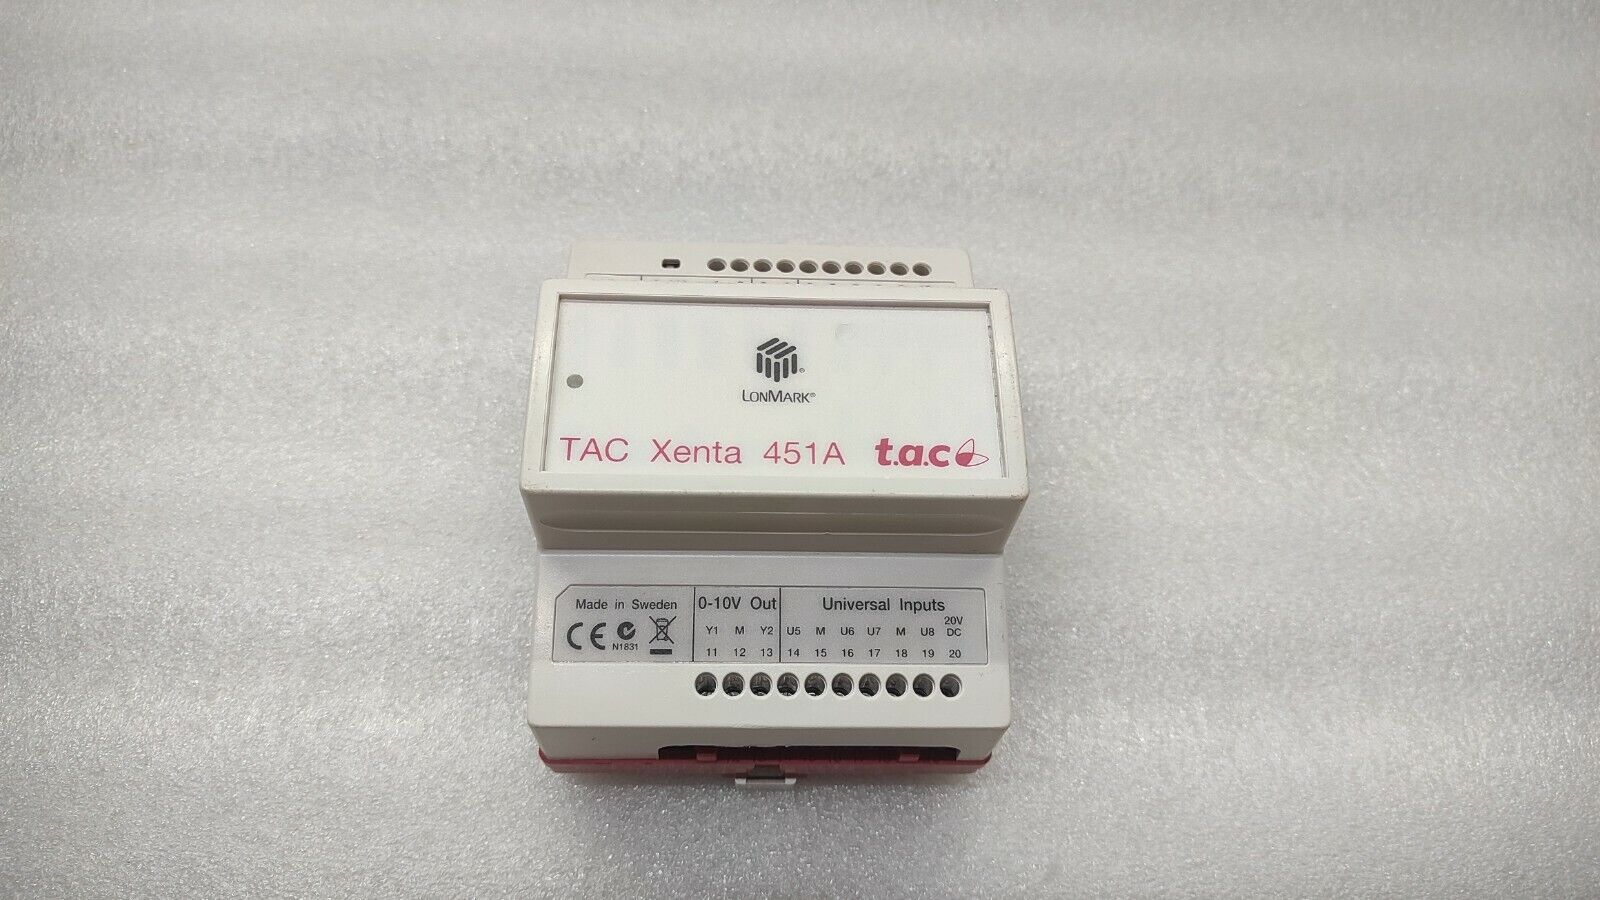 LONMARK®
TAC Xenta 451A t.a.c
Made in Sweden
CE
N1831
0-10V Out
Y1 M Y2
11 12 13
Universal Inputs
20V
U5 M U6 U7 M U8 DC
14 15 16 17 18 19 20